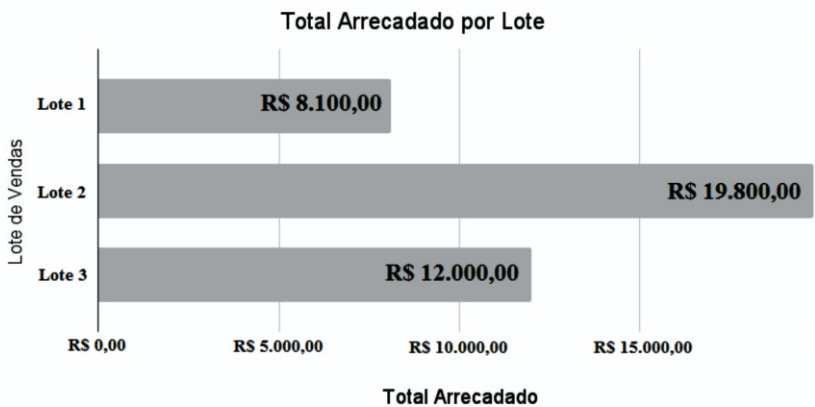 Total Arrecadado por Lote
Lote de Vendas
Lote 1
R$ 8.100,00
Lote 2
R$ 19.800,00
Lote 3
R$ 12.000,00
R$ 0,00
R$ 5.000,00
R$ 10.000,00
R$ 15.000,00
Total Arrecadado